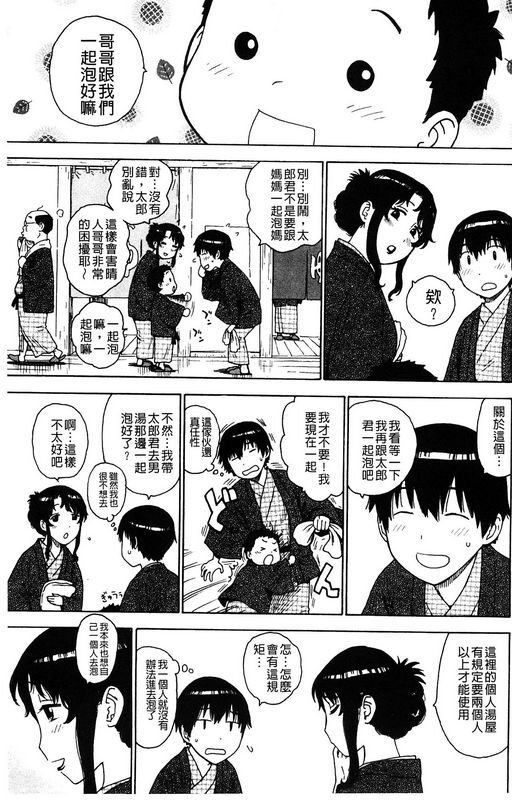 哥哥跟我們
一起泡好嘛
欸?
別…別鬧,太
郎君不是要跟
媽媽一起泡嗎
對…沒有
錯,太郎
別亂說
這樣會害晴
人哥哥非常
的困擾耶~
一起泡
嘛,一
起泡嘛
關於這個…
我看等一下
我再跟太郎
君一起泡吧
我才不要!我
要現在一起
這傢伙還
真任性
不然…我帶
太郎君去男
湯那邊一起
泡好了?
雖然我也
很不想去
啊…這樣
不太好吧
這裡的個人湯屋
有規定要兩個人
以上才能使用
怎…怎麼
會有這規
矩…
我一個人就沒有
辦法進去泡了
我本來也想自
己一個人去泡